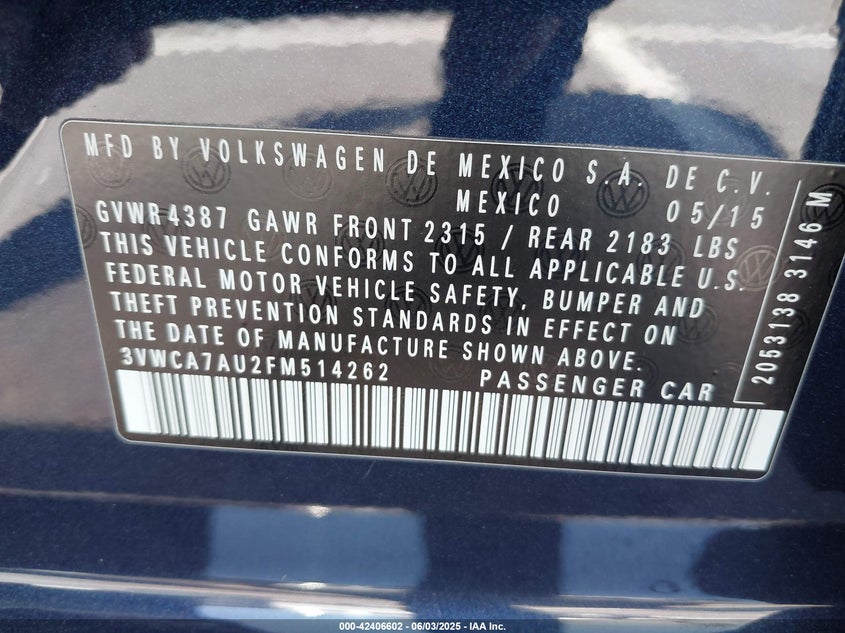 MFD BY VOLKSWAGEN DE MEXICO S.A. DE C.V.
MEXICO 05/15
GVWR 4387 GAWR FRONT 2315 / REAR 2183 LBS
THIS VEHICLE CONFORMS TO ALL APPLICABLE U.S
FEDERAL MOTOR VEHICLE SAFETY, BUMPER AND
THEFT PREVENTION STANDARDS IN EFFECT ON
THE DATE OF MANUFACTURE SHOWN ABOVE.
3VWCA7AU2FM514262 PASSENGER CAR
2053138 3146 M
000-42406602 - 06/03/2025 - IAA Inc.